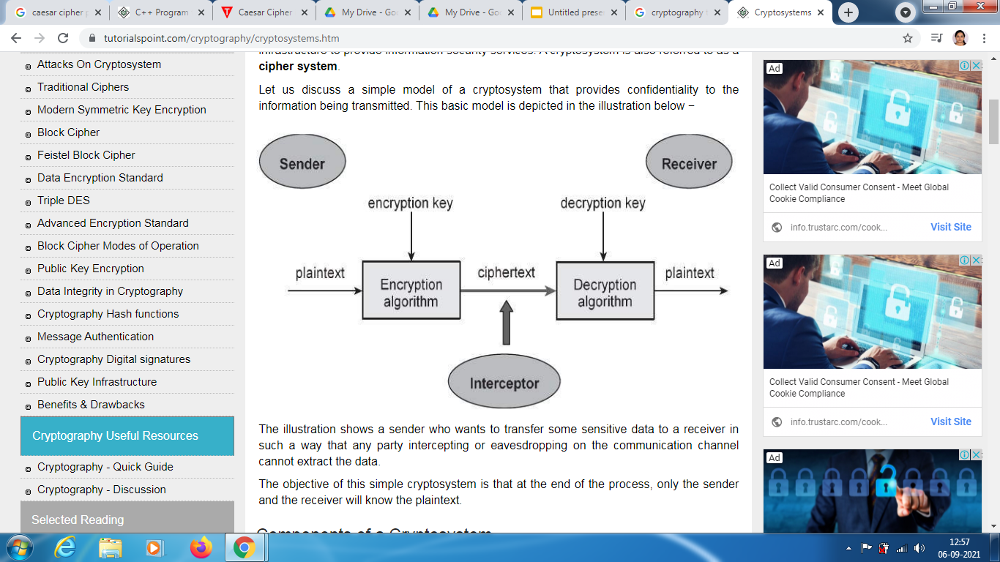 caesar cipher p
C++ Program
Caesar Cipher
My Drive - Goo
My Drive - Goo
Untitled prese
cryptography t
Cryptosystems
tutorialspoint.com/cryptography/cryptosystems.htm
Attacks On Cryptosystem
Traditional Ciphers
Modern Symmetric Key Encryption
Block Cipher
Feistel Block Cipher
Data Encryption Standard
Triple DES
Advanced Encryption Standard
Block Cipher Modes of Operation
Public Key Encryption
Data Integrity in Cryptography
Cryptography Hash functions
Message Authentication
Cryptography Digital signatures
Public Key Infrastructure
Benefits & Drawbacks
Cryptography Useful Resources
Cryptography - Quick Guide
Cryptography - Discussion
Selected Reading
infrastructure to provide information security services. A cryptosystem is also referred to as a
cipher system.
Let us discuss a simple model of a cryptosystem that provides confidentiality to the
information being transmitted. This basic model is depicted in the illustration below −
Sender
Receiver
encryption key
decryption key
plaintext
Encryption
algorithm
ciphertext
Decryption
algorithm
plaintext
Interceptor
The illustration shows a sender who wants to transfer some sensitive data to a receiver in
such a way that any party intercepting or eavesdropping on the communication channel
cannot extract the data.
The objective of this simple cryptosystem is that at the end of the process, only the sender
and the receiver will know the plaintext.
Components of a Cryptosystem
Ad
Collect Valid Consumer Consent - Meet Global
Cookie Compliance
info.trustarc.com/cook...
Visit Site
Ad
Collect Valid Consumer Consent - Meet Global
Cookie Compliance
info.trustarc.com/cook...
Visit Site
Ad
12:57
06-09-2021